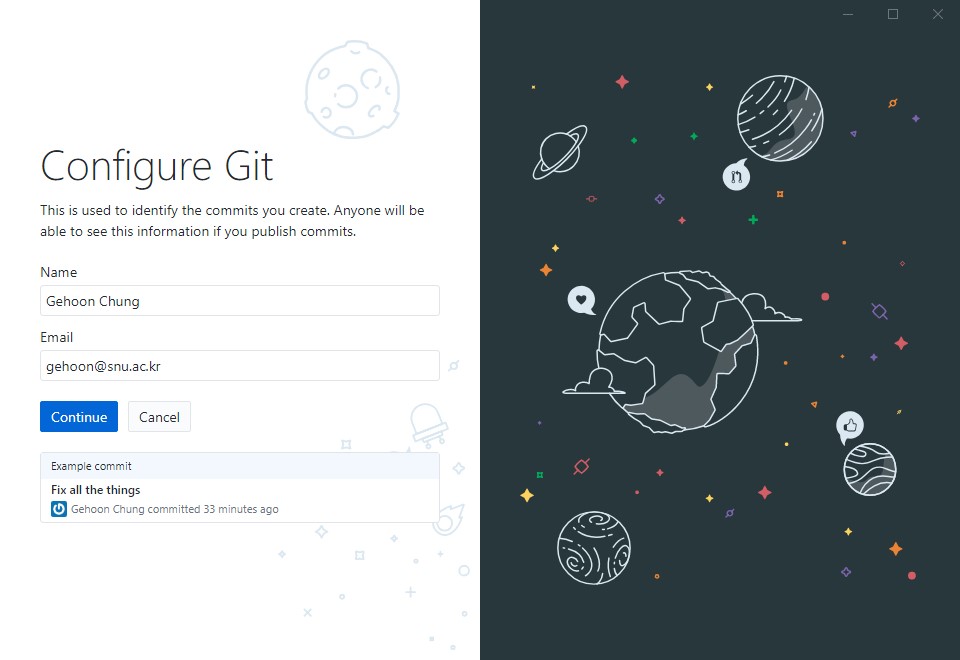 Configure Git
This is used to identify the commits you create. Anyone will be
able to see this information if you publish commits.
Name
Gehoon Chung
Email
gehoon@snu.ac.kr
Continue Cancel
Example commit
Fix all the things
Gehoon Chung committed 33 minutes ago